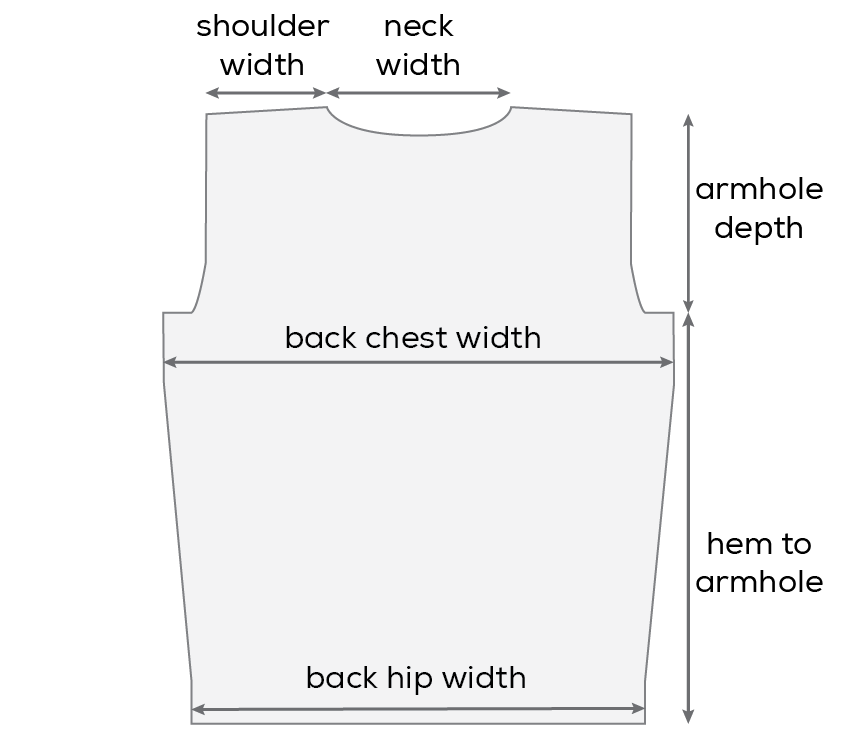 shoulder
width
neck
width
armhole
depth
back chest width
hem to
armhole
back hip width